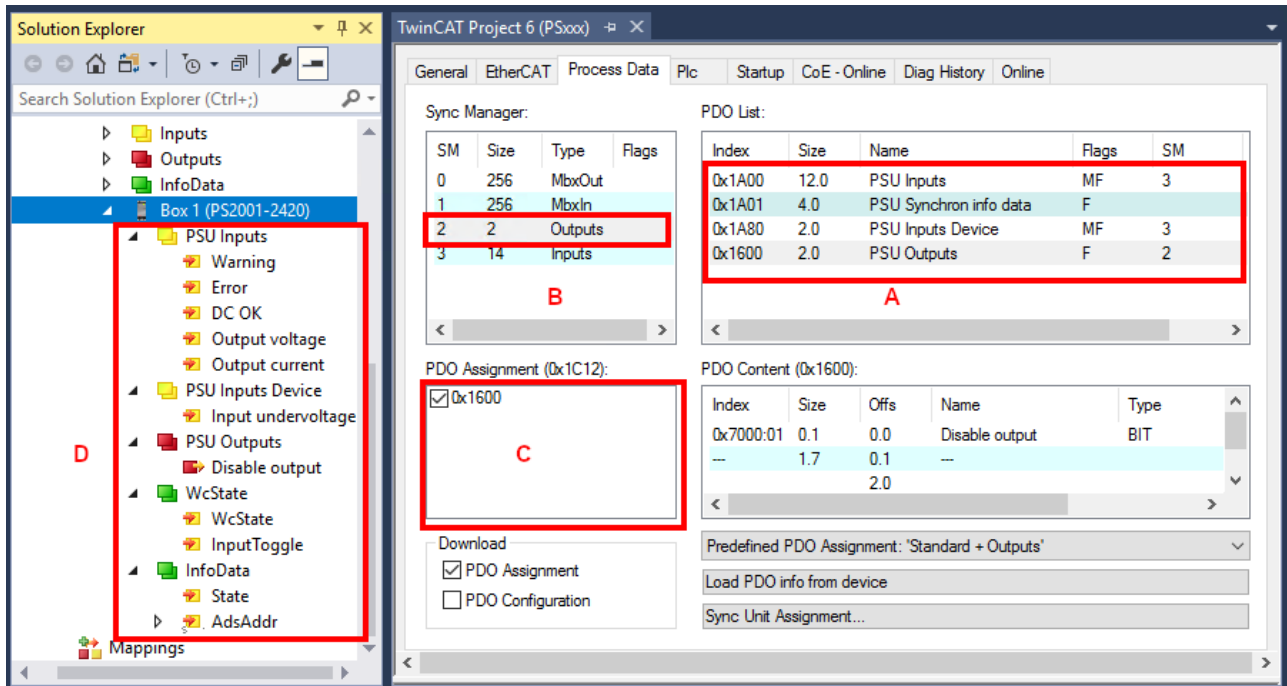 Solution Explorer
Search Solution Explorer (Ctrl+;)
Inputs
Outputs
InfoData
Box 1 (PS2001-2420)
PSU Inputs
Warning
Error
DC OK
Output voltage
Output current
PSU Inputs Device
Input undervoltage
PSU Outputs
Disable output
WcState
WcState
InputToggle
InfoData
State
AdsAddr
Mappings
D
TwinCAT Project 6 (PSxxx)
General EtherCAT Process Data Plc Startup CoE - Online Diag History Online
Sync Manager:
SM Size Type Flags
0 256 MbxOut
1 256 MbxIn
2 2 Outputs
3 14 Inputs
B
PDO List:
Index Size Name Flags SM
0x1A00 12.0 PSU Inputs MF 3
0x1A01 4.0 PSU Synchron info data F
0x1A80 2.0 PSU Inputs Device MF 3
0x1600 2.0 PSU Outputs F 2
A
PDO Assignment (0x1C12):
0x1600
C
PDO Content (0x1600):
Index Size Offs Name Type
0x7000:01 0.1 0.0 Disable output BIT
--- 1.7 0.1 ---
2.0
Download
PDO Assignment
PDO Configuration
Predefined PDO Assignment: 'Standard + Outputs'
Load PDO info from device
Sync Unit Assignment...